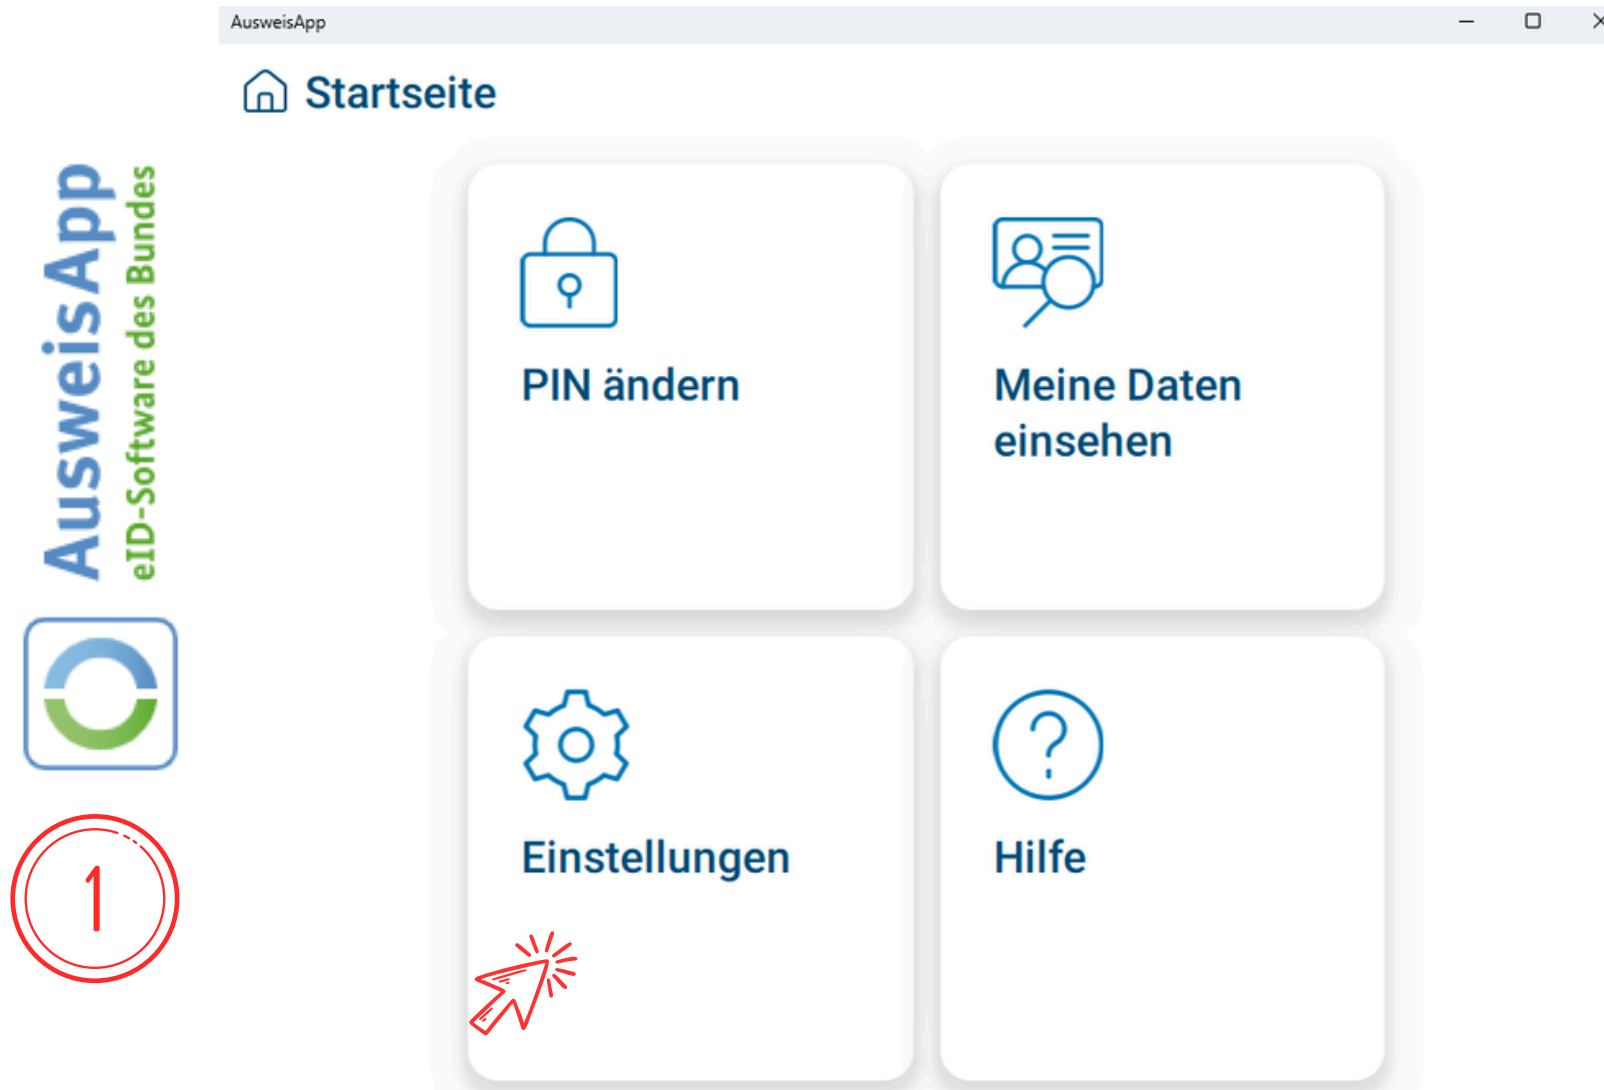 AusweisApp
Startseite
AusweisApp
eID-Software des Bundes
PIN ändern
Meine Daten
einsehen
Einstellungen
Hilfe
1